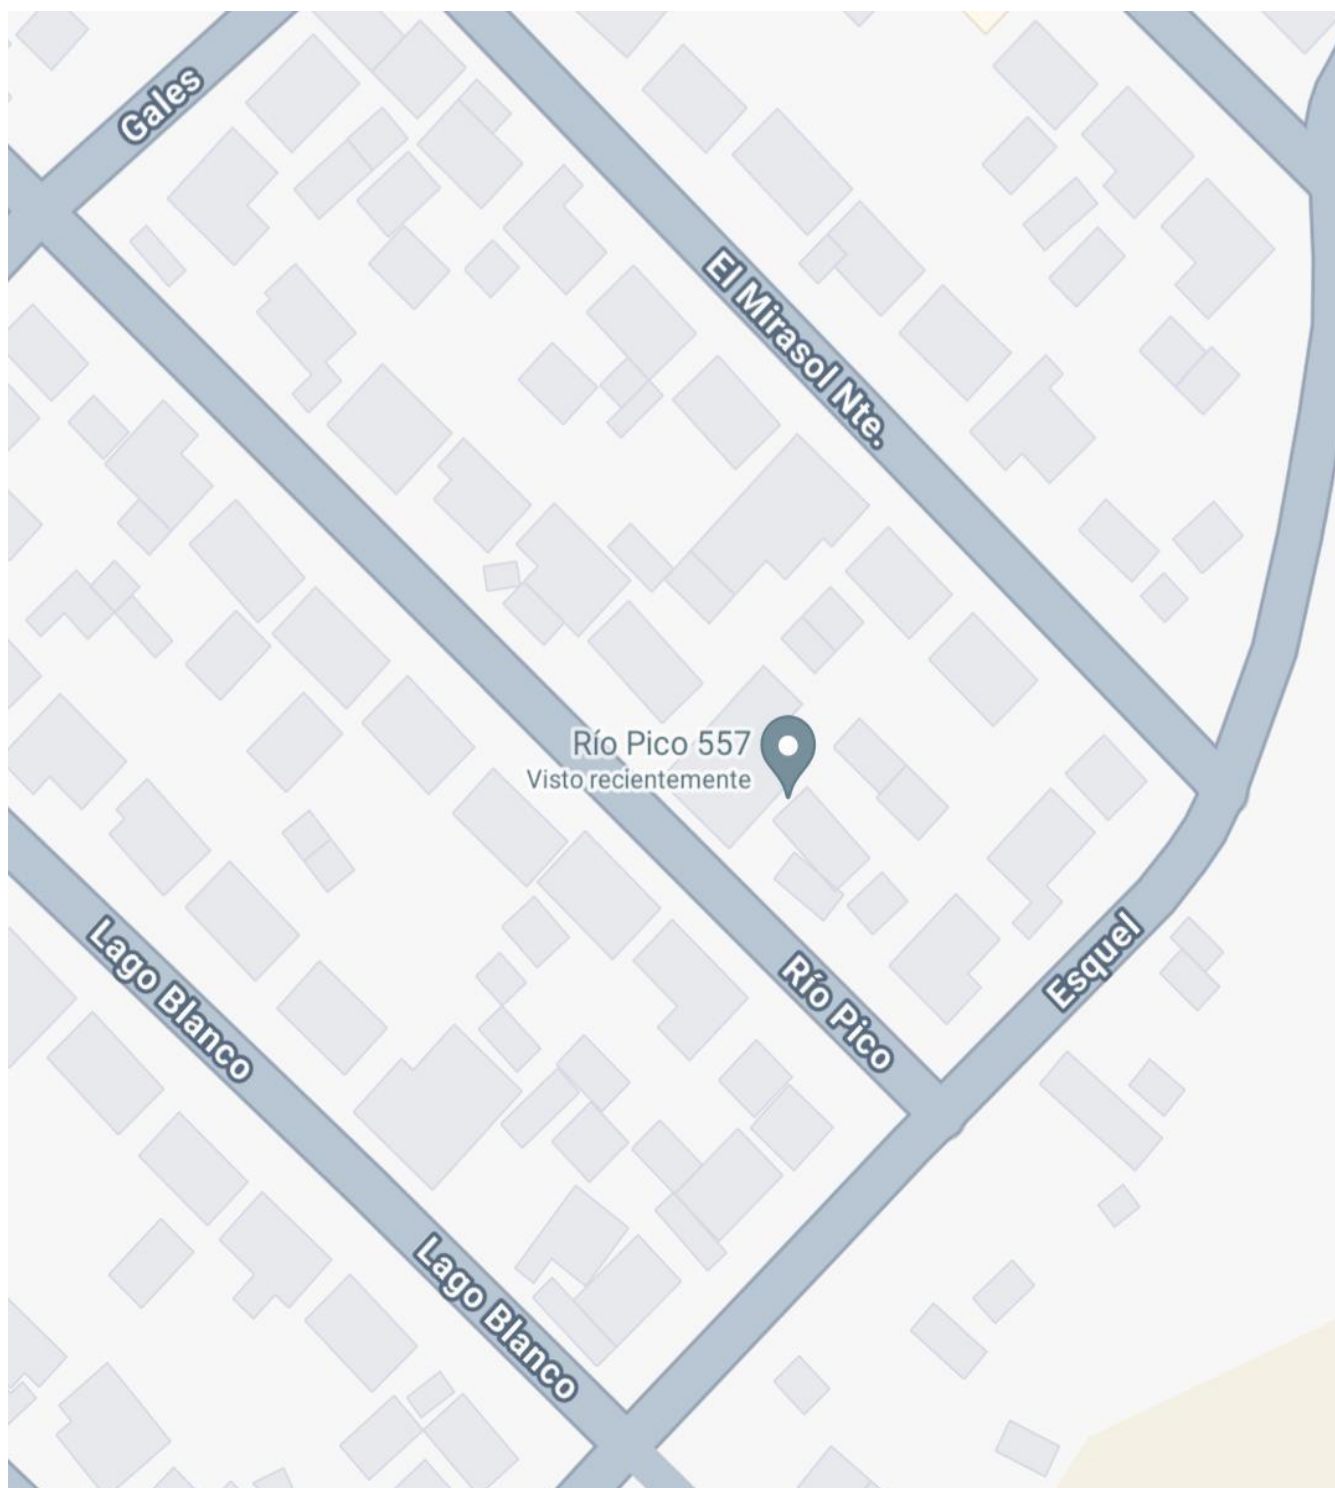 Gales
El Mirasol Nte.
Río Pico 557
Visto recientemente
Lago Blanco
Río Pico
Esquel
Lago Blanco